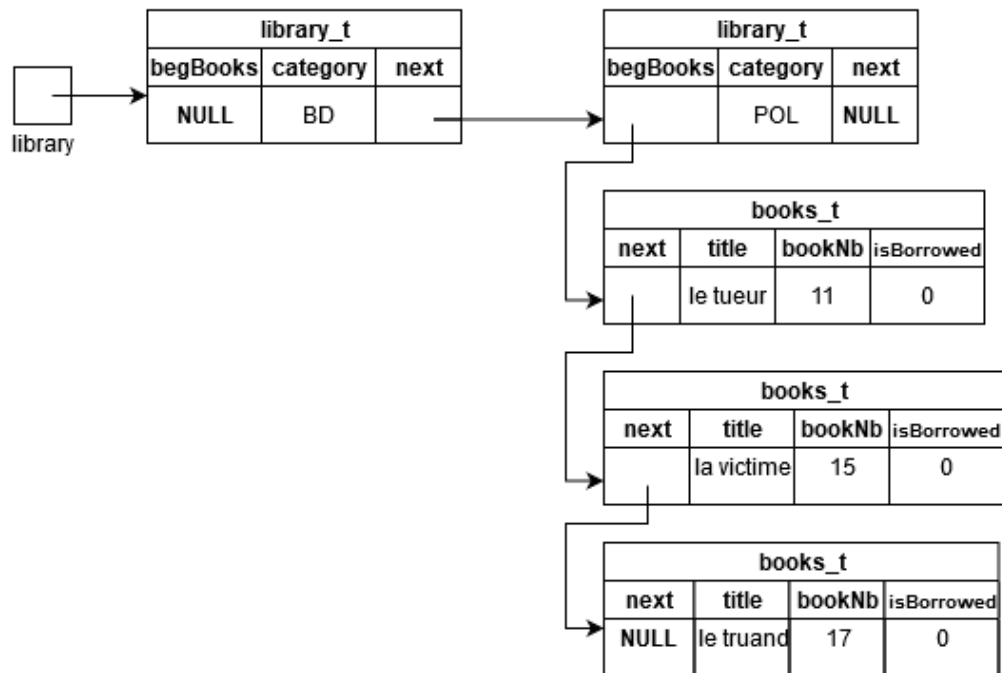 library_t
library_t
begBooks category next
begBooks category next
NULL BD
POL NULL
library
books_t
next title bookNb isBorrowed
le tueur 11 0
books_t
next title bookNb isBorrowed
la victime 15 0
books_t
next title bookNb isBorrowed
NULL le truand 17 0